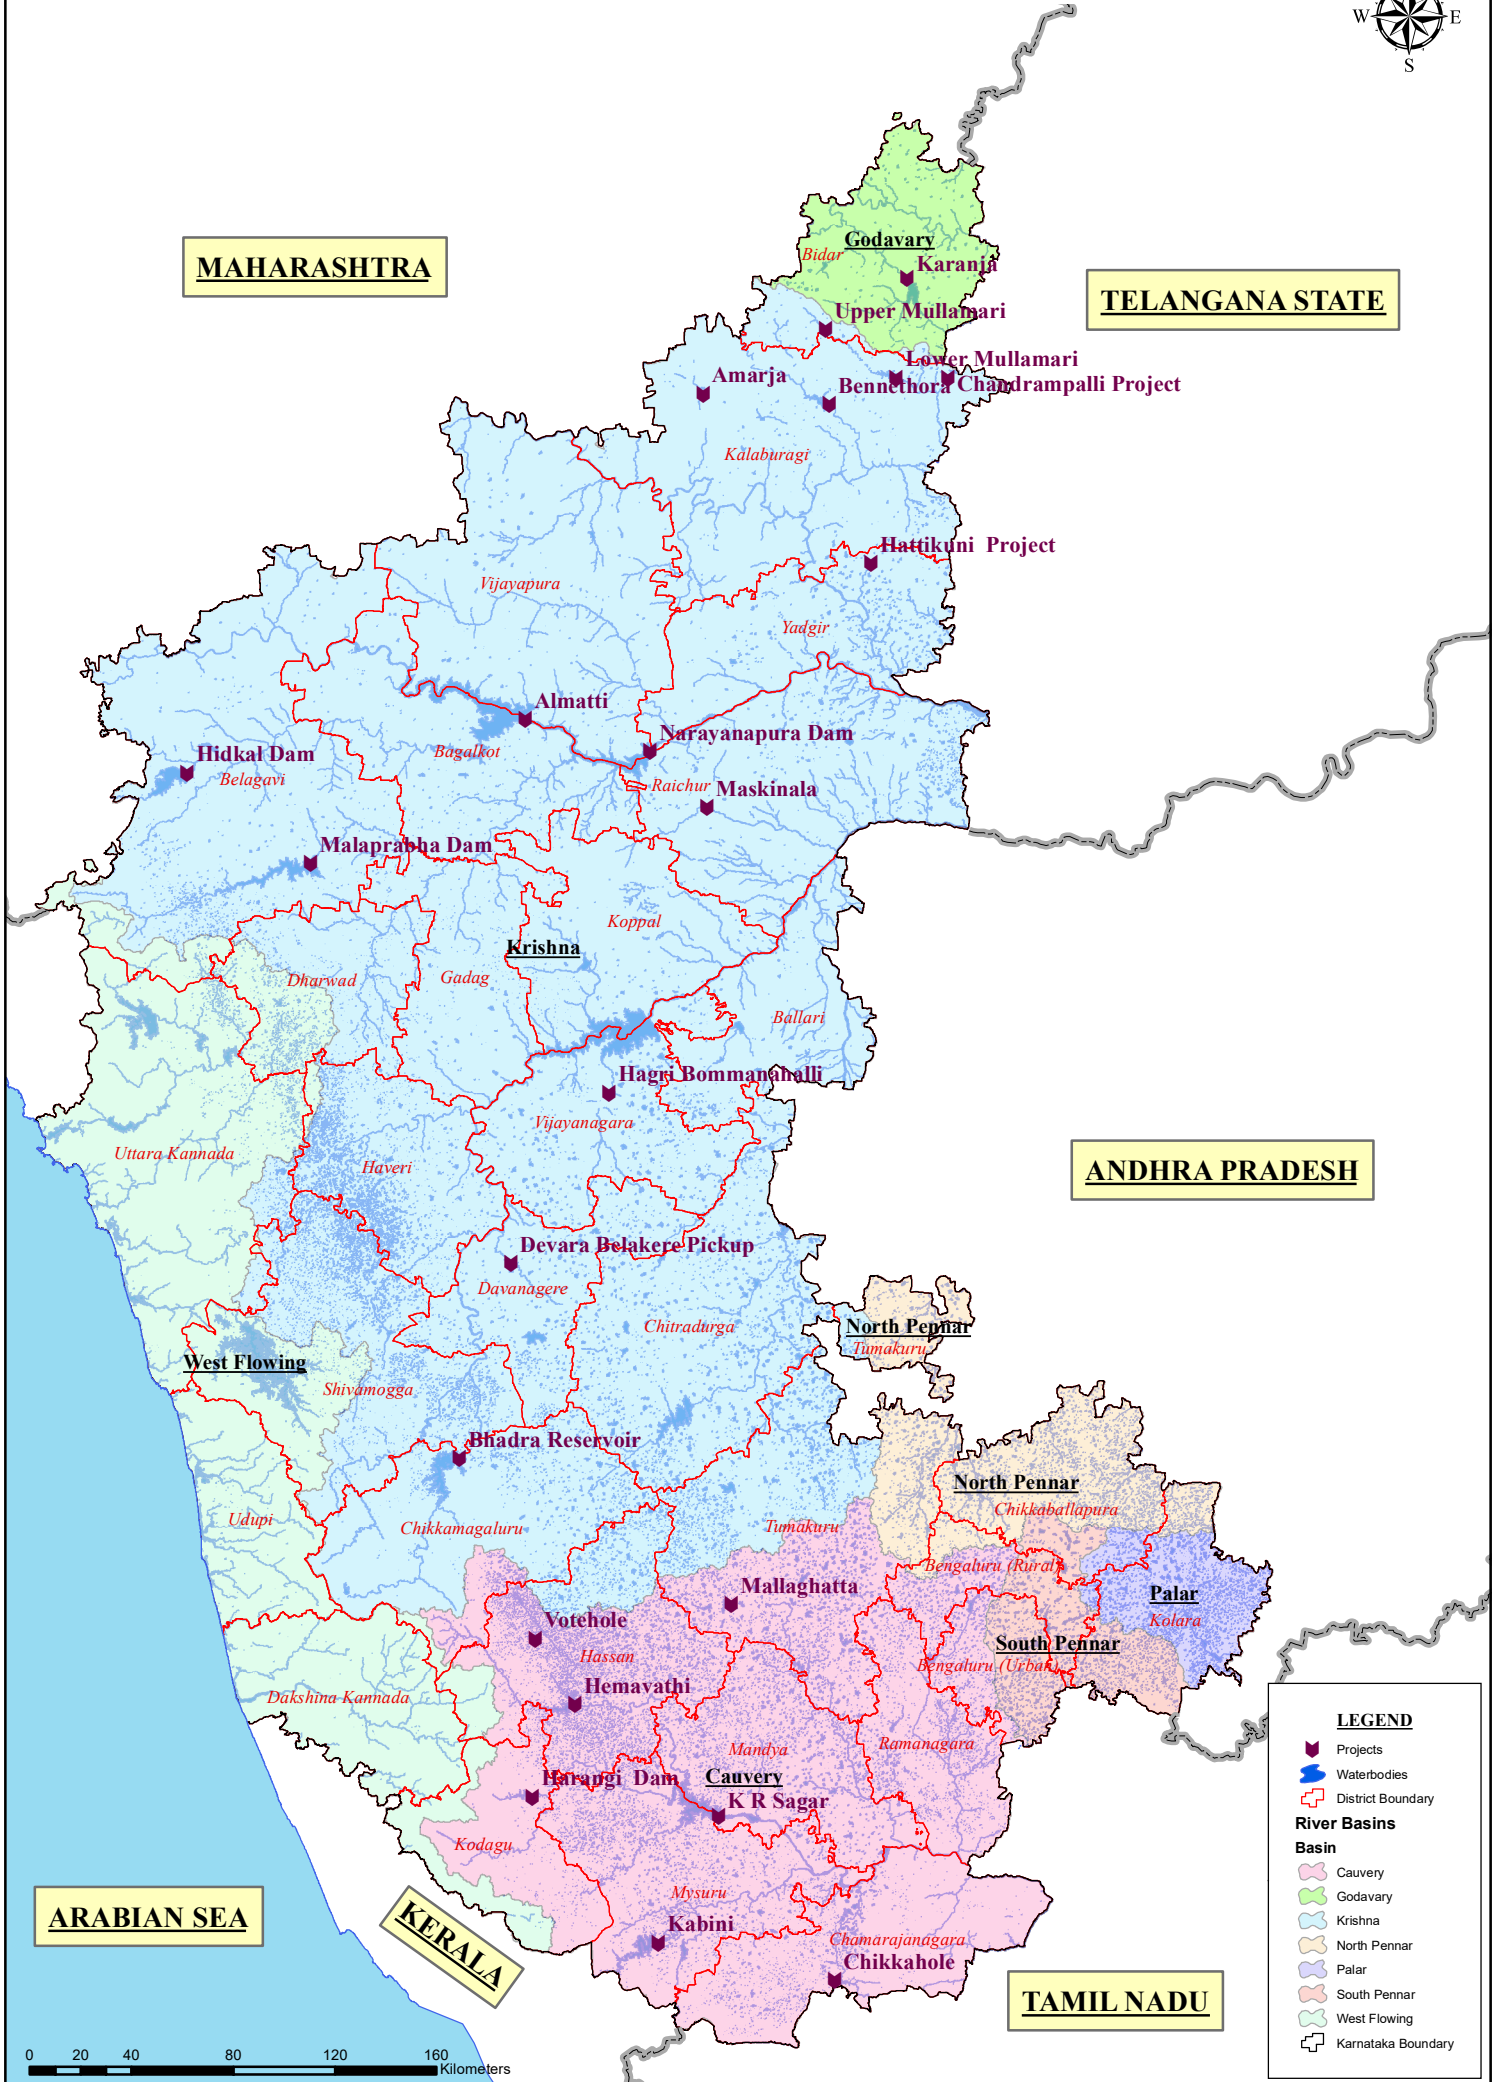 W E
S
MAHARASHTRA
TELANGANA STATE
Godavary
Bidar
Karanja
Upper Mullamari
Lower Mullamari
Amarja
Bennethora
Chandrampalli Project
Kalaburagi
Hattikuni Project
Vijayapura
Yadgir
Almatti
Narayanapura Dam
Bagalkot
Hidkal Dam
Belagavi
Raichur
Maskinala
Malaprabha Dam
Koppal
Krishna
Dharwad
Gadag
Ballari
Hagri Bommanahalli
Vijayanagara
Uttara Kannada
Haveri
ANDHRA PRADESH
Devara Belakere Pickup
Davanagere
Chitradurga
North Pennar
Tumakuru
West Flowing
Shivamogga
Bhadra Reservoir
North Pennar
Chikkaballapura
Udupi
Chikkamagaluru
Tumakuru
Bengaluru (Rural)
Mallaghatta
Palar
Kolara
Votehole
Hassan
South Pennar
Bengaluru (Urban)
Hemavathi
Dakshina Kannada
Mandya
Ramanagara
Harangi Dam
Cauvery
K R Sagar
Kodagu
Mysuru
Kabini
Chamarajanagara
Chikkahole
ARABIAN SEA
KERALA
TAMIL NADU
LEGEND
Projects
Waterbodies
District Boundary
River Basins
Basin
Cauvery
Godavary
Krishna
North Pennar
Palar
South Pennar
West Flowing
Karnataka Boundary
0 20 40 80 120 160
Kilometers